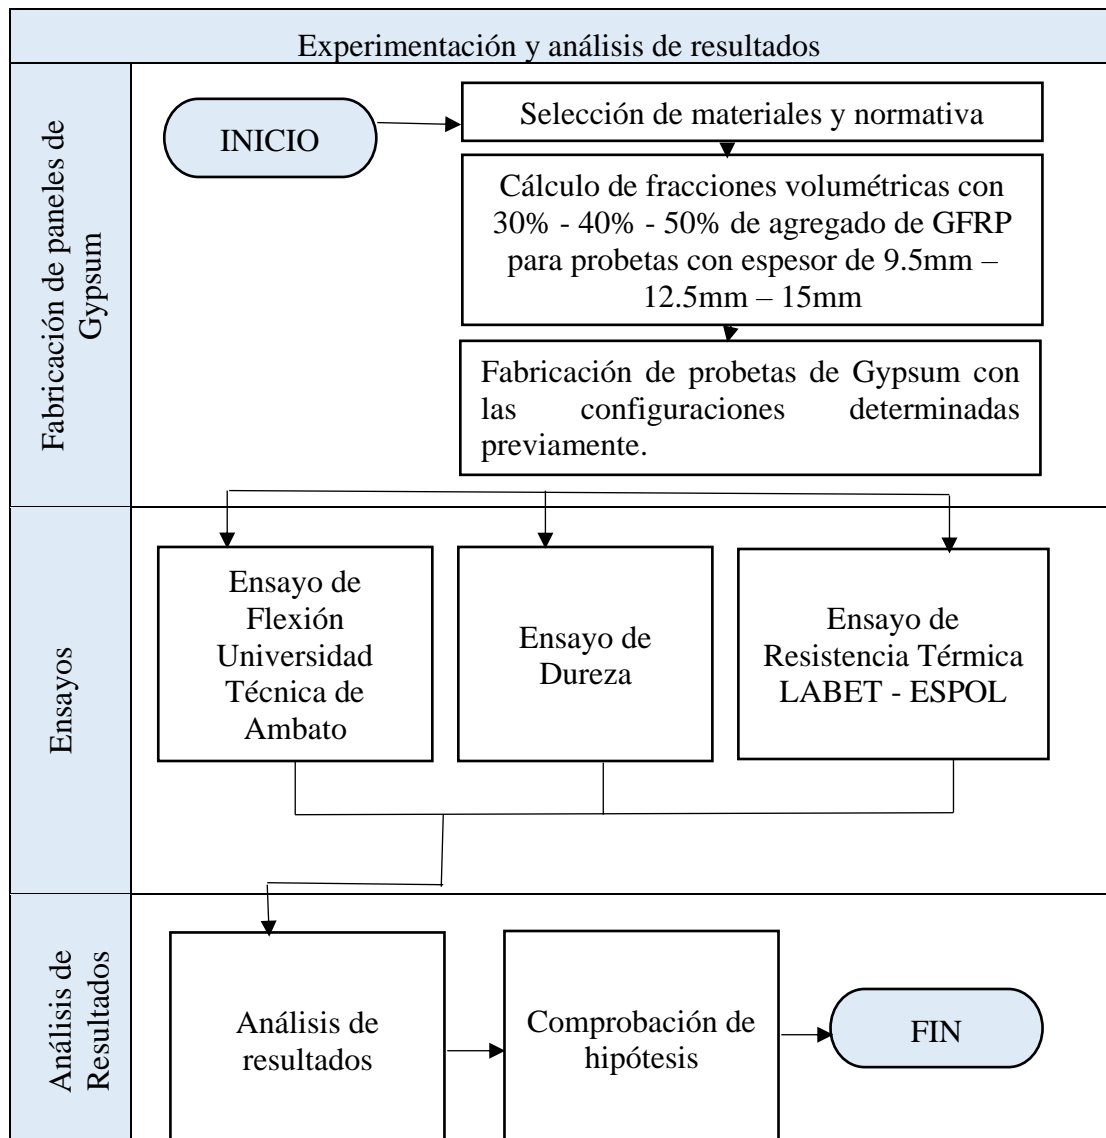 Experimentación y análisis de resultados
Fabricación de paneles de
Gypsum
INICIO
Selección de materiales y normativa
Cálculo de fracciones volumétricas con
30% - 40% - 50% de agregado de GFRP
para probetas con espesor de 9.5mm –
12.5mm – 15mm
Fabricación de probetas de Gypsum con
las configuraciones determinadas
previamente.
Ensayos
Ensayo de
Flexión
Universidad
Técnica de
Ambato
Ensayo de
Dureza
Ensayo de
Resistencia Térmica
LABET - ESPOL
Análisis de
Resultados
Análisis de
resultados
Comprobación de
hipótesis
FIN